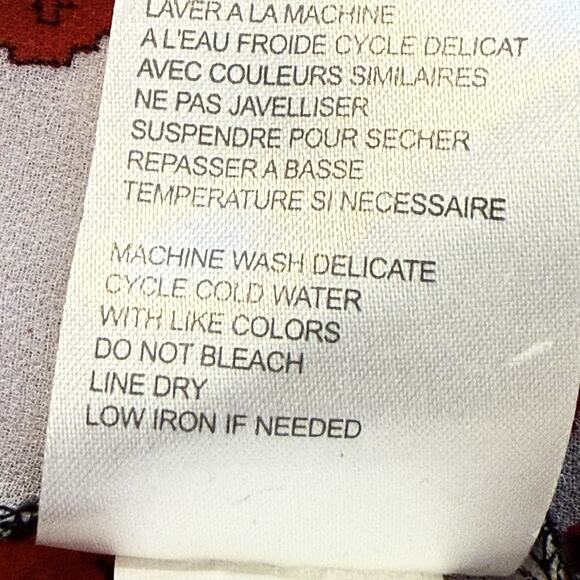 LAVER A LA MACHINE
A L'EAU FROIDE CYCLE DELICAT
AVEC COULEURS SIMILAIRES
NE PAS JAVELLISER
SUSPENDRE POUR SECHER
REPASSER A BASSE
TEMPERATURE SI NECESSAIRE
MACHINE WASH DELICATE
CYCLE COLD WATER
WITH LIKE COLORS
DO NOT BLEACH
LINE DRY
LOW IRON IF NEEDED